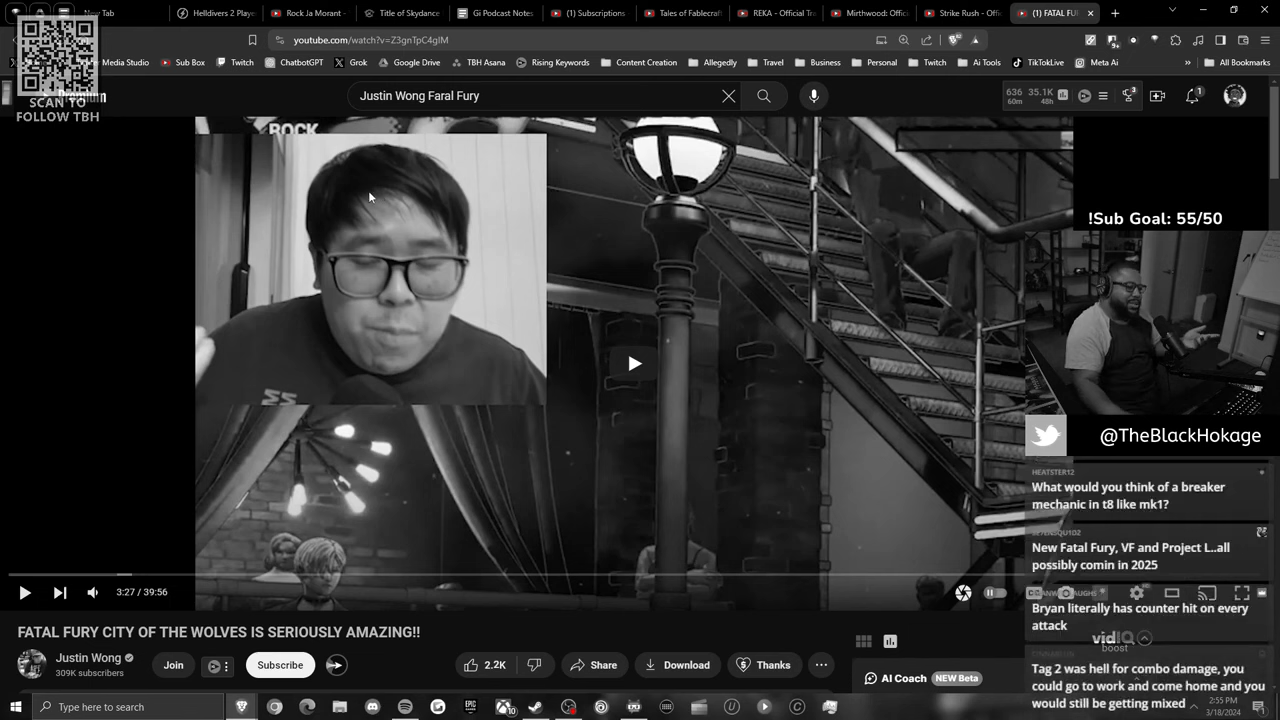 New Tab
Helldivers 2 Playe
Rock Ja Morant -
Title of Skydance
Gi Podcast Notes
(1) Subscriptions
Tales of Fablecraf
REKA - Official Tra
Mirthwood: Offic
Strike Rush - Offi
(1) FATAL FU
youtube.com/watch?v=Z3gnTpC4gIM
er Media Studio
Sub Box
Twitch
ChatbotGPT
Grok
Google Drive
TBH Asana
Rising Keywords
Content Creation
Allegedly
Travel
Business
Personal
Twitch
Ai Tools
TikTokLive
Meta Ai
All Bookmarks
SCAN TO
FOLLOW TBH
Premium
Justin Wong Faral Fury
636 35.1K
60m 48h
ROCK
!Sub Goal: 55/50
@TheBlackHokage
HEATSTER12
What would you think of a breaker
mechanic in t8 like mk1?
New Fatal Fury, VF and Project L..all
possibly comin in 2025
Bryan literally has counter hit on every
attack
vidIQ
boost
Tag 2 was hell for combo damage, you
could go to work and come home and you
would still be getting mixed
3:27 / 39:56
FATAL FURY CITY OF THE WOLVES IS SERIOUSLY AMAZING!!
Justin Wong
309K subscribers
Join
Subscribe
2.2K
Share
Download
Thanks
AI Coach
NEW Beta
Type here to search
2:55 PM
3/18/2024